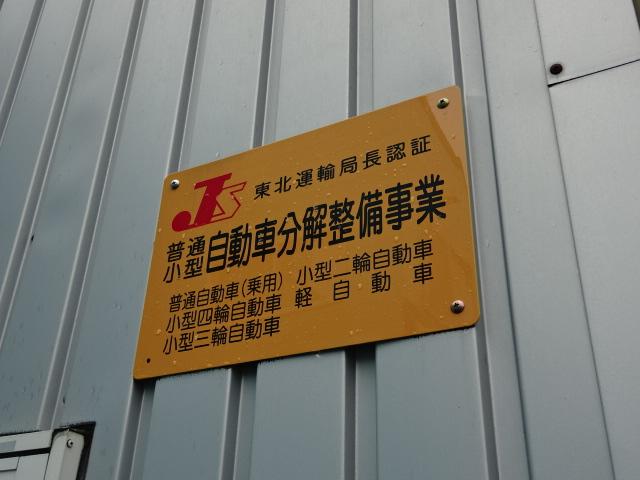 JS 東北運輸局長認証
普通
小型 自動車分解整備事業
普通自動車(乗用) 小型二輪自動車
小型四輪自動車 軽自動車
小型三輪自動車